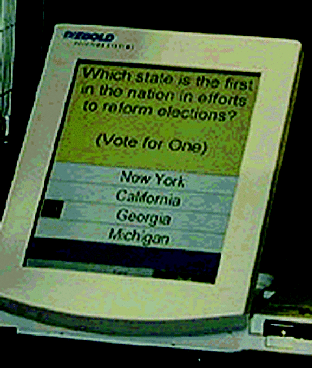 DIEBOLD
Which state is the first
in the nation in efforts
to reform elections?
(Vote for One)
New York
California
Georgia
Michigan